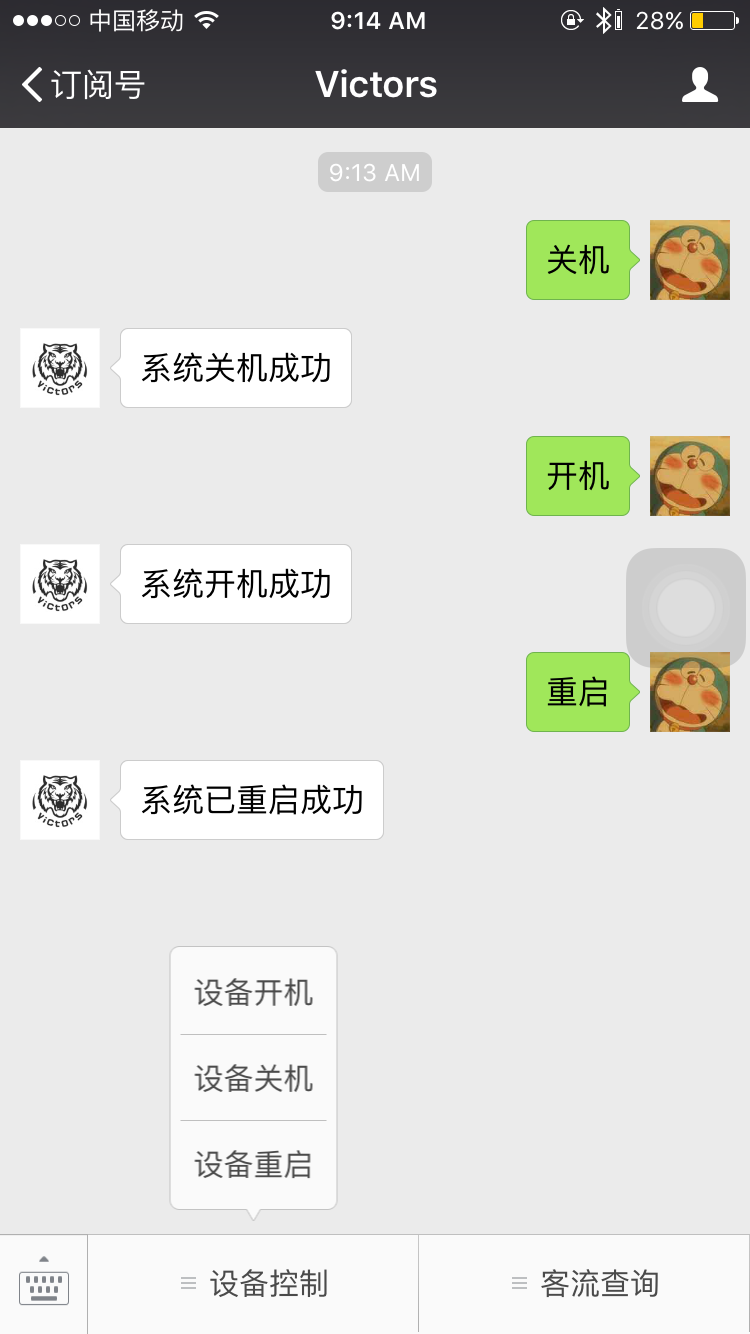 中国移动 9:14 AM 28%
订阅号 Victors
9:13 AM
关机
victors
系统关机成功
开机
victors
系统开机成功
重启
victors
系统已重启成功
设备开机
设备关机
设备重启
设备控制 客流查询